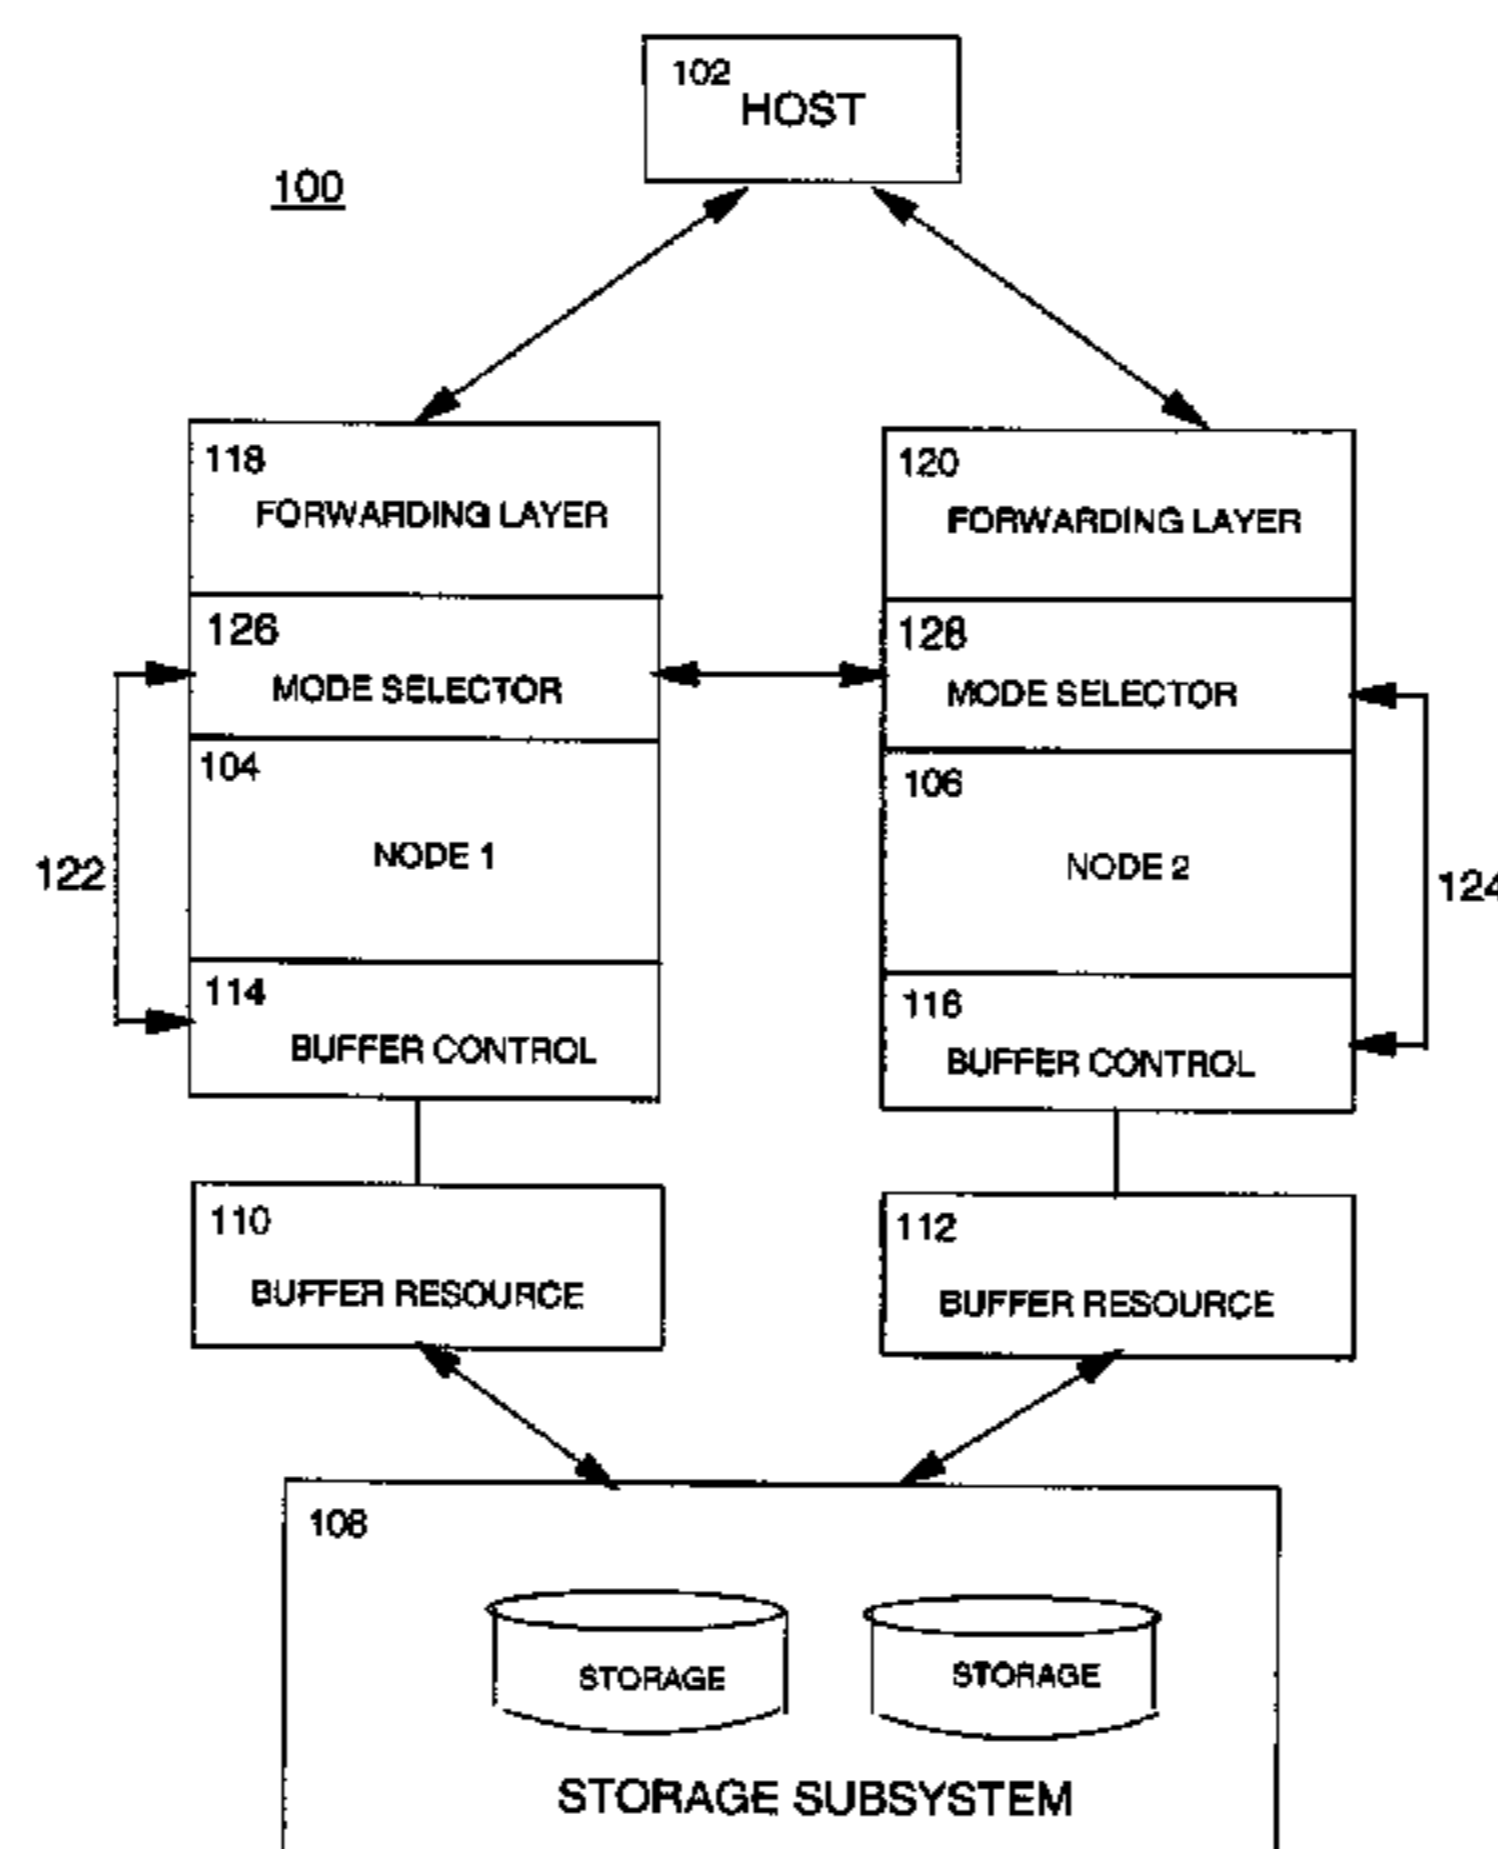 102
HOST
100
118
FORWARDING LAYER
120
FORWARDING LAYER
126
MODE SELECTOR
128
MODE SELECTOR
104
NODE 1
106
NODE 2
122
124
114
BUFFER CONTROL
116
BUFFER CONTROL
110
BUFFER RESOURCE
112
BUFFER RESOURCE
108
STORAGE
STORAGE
STORAGE SUBSYSTEM